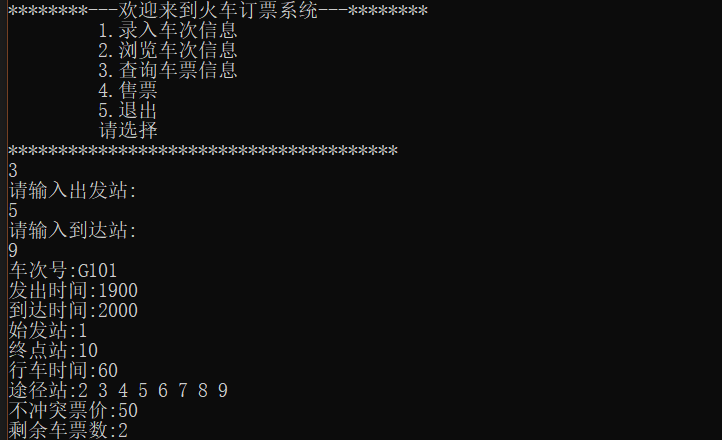 ********---欢迎来到火车订票系统---********
1.录入车次信息
2.浏览车次信息
3.查询车票信息
4.售票
5.退出
请选择
***************************************
3
请输入出发站:
5
请输入到达站:
9
车次号:G101
发出时间:1900
到达时间:2000
始发站:1
终点站:10
行车时间:60
途径站:2 3 4 5 6 7 8 9
不冲突票价:50
剩余车票数:2